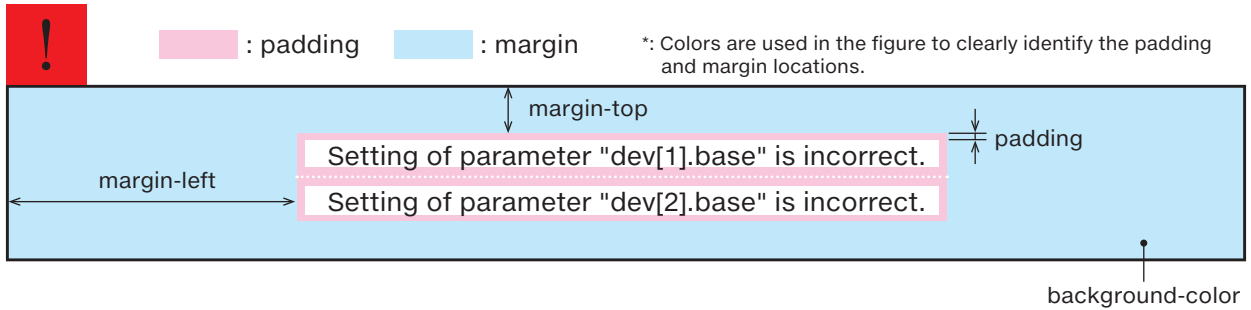 !
: padding
: margin
*: Colors are used in the figure to clearly identify the padding
and margin locations.
margin-top
padding
Setting of parameter "dev[1].base" is incorrect.
margin-left
Setting of parameter "dev[2].base" is incorrect.
background-color